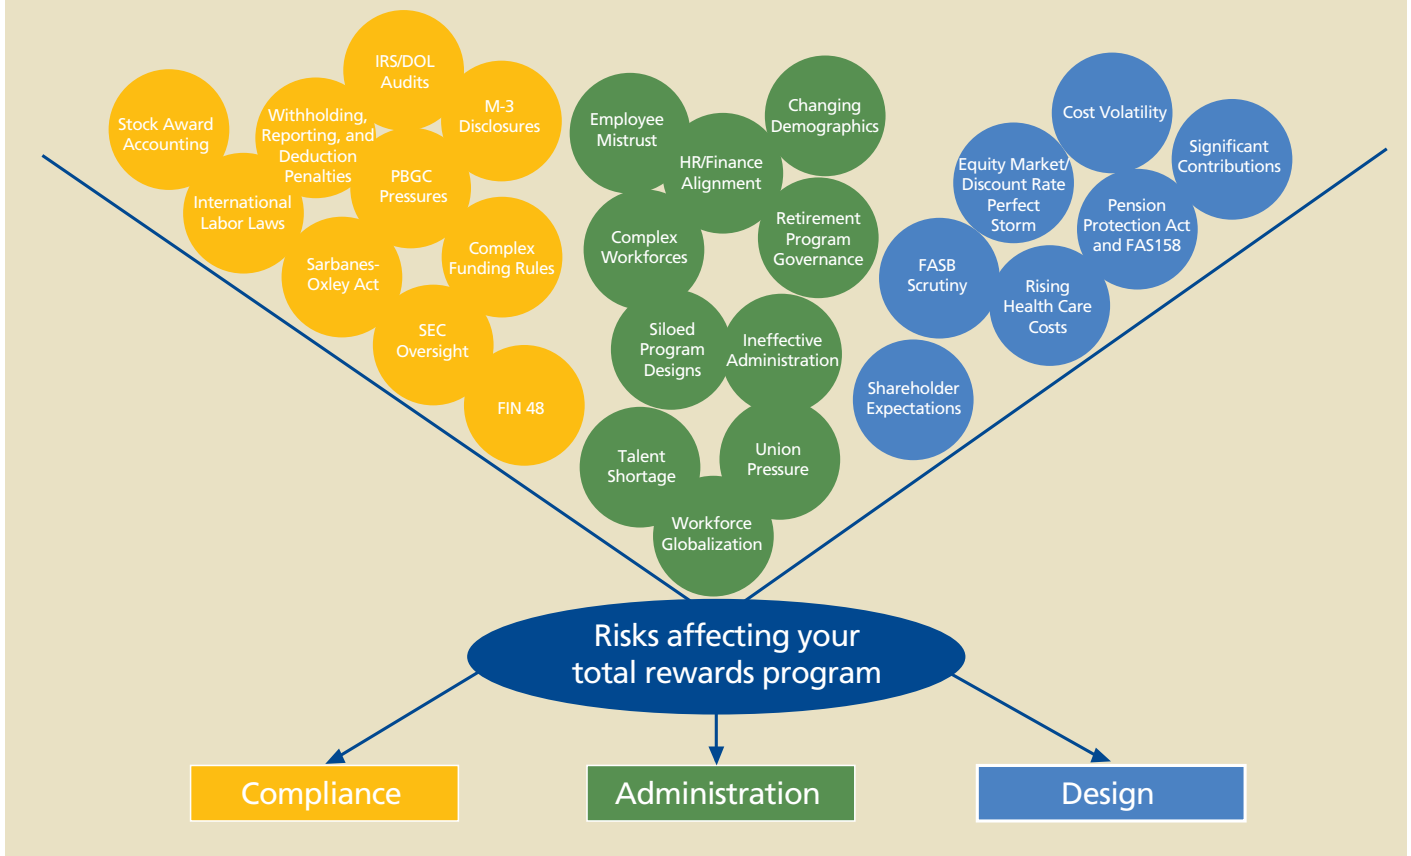 IRS/DOL
Audits
M-3
Disclosures
Stock Award
Accounting
Withholding,
Reporting, and
Deduction
Penalties
PBGC
Pressures
International
Labor Laws
Sarbanes-
Oxley Act
Complex
Funding Rules
SEC
Oversight
FIN 48
Employee
Mistrust
Changing
Demographics
HR/Finance
Alignment
Complex
Workforces
Retirement
Program
Governance
Siloed
Program
Designs
Ineffective
Administration
Talent
Shortage
Union
Pressure
Workforce
Globalization
Cost Volatility
Significant
Contributions
Equity Market/
Discount Rate
Perfect
Storm
Pension
Protection Act
and FAS158
FASB
Scrutiny
Rising
Health Care
Costs
Shareholder
Expectations
Risks affecting your
total rewards program
Compliance
Administration
Design